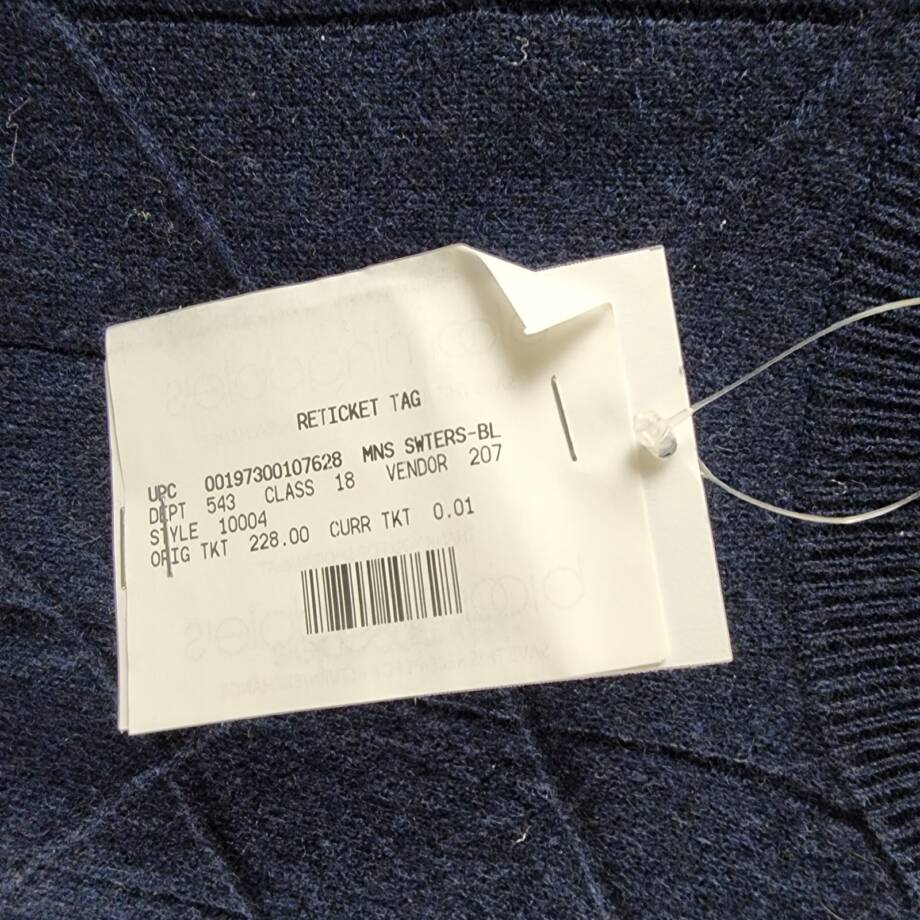 RETICKET TAG
UPC 00197300107628 MNS SWTERS-BL
DEPT 543 CLASS 18 VENDOR 207
STYLE 10004
ORIG TKT 228.00 CURR TKT 0.01